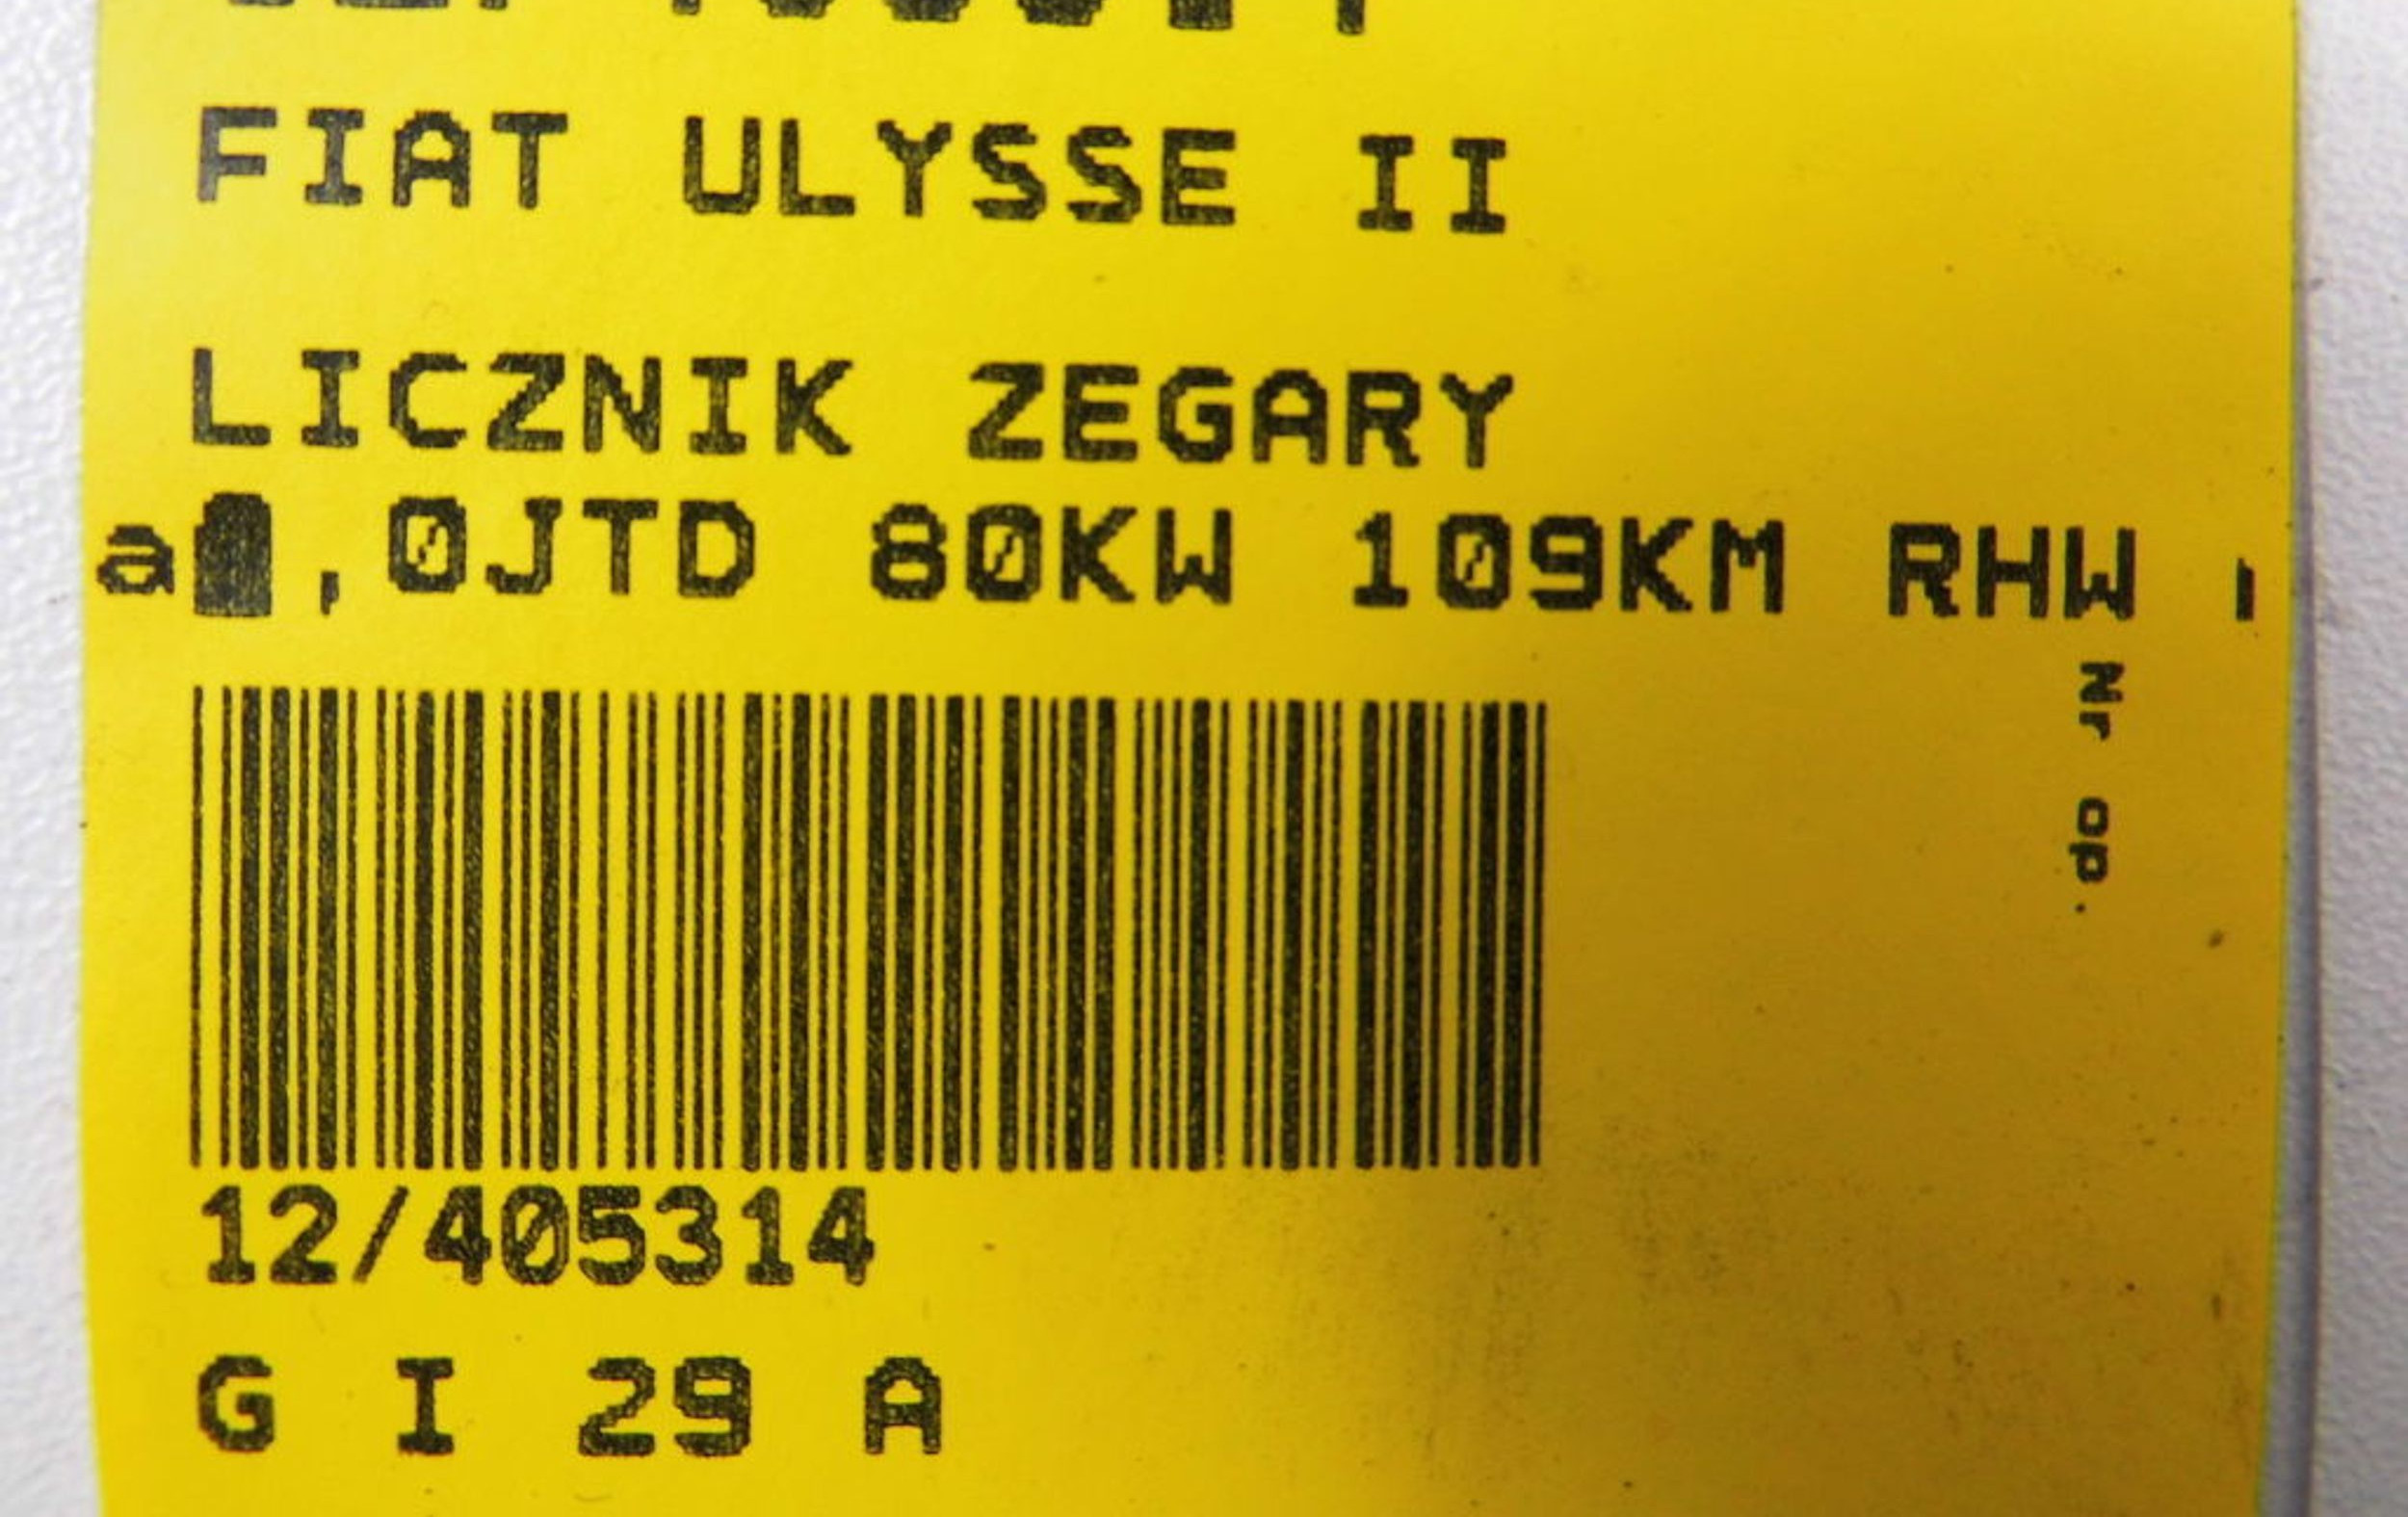 FIAT ULYSSE II
LICZNIK ZEGARY
,0JTD 80KW 109KM RHW
Nr op.
12/405314
G I 29 A